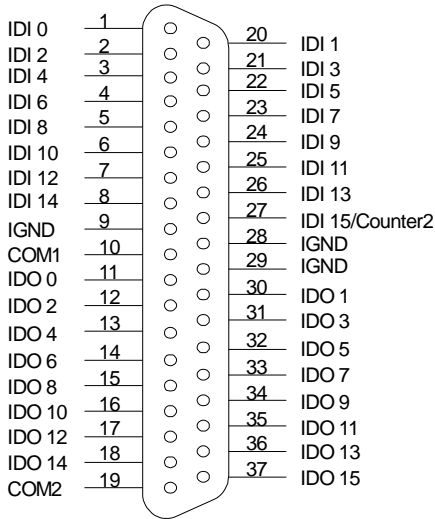 IDI 0 1
20 IDI 1
IDI 2 2
21 IDI 3
IDI 4 3
22 IDI 5
IDI 6 4
23 IDI 7
IDI 8 5
24 IDI 9
IDI 10 6
25 IDI 11
IDI 12 7
26 IDI 13
IDI 14 8
27 IDI 15/Counter2
IGND 9
28 IGND
COM1 10
29 IGND
IDO 0 11
30 IDO 1
IDO 2 12
31 IDO 3
IDO 4 13
32 IDO 5
IDO 6 14
33 IDO 7
IDO 8 15
34 IDO 9
IDO 10 16
35 IDO 11
IDO 12 17
36 IDO 13
IDO 14 18
37 IDO 15
COM2 19